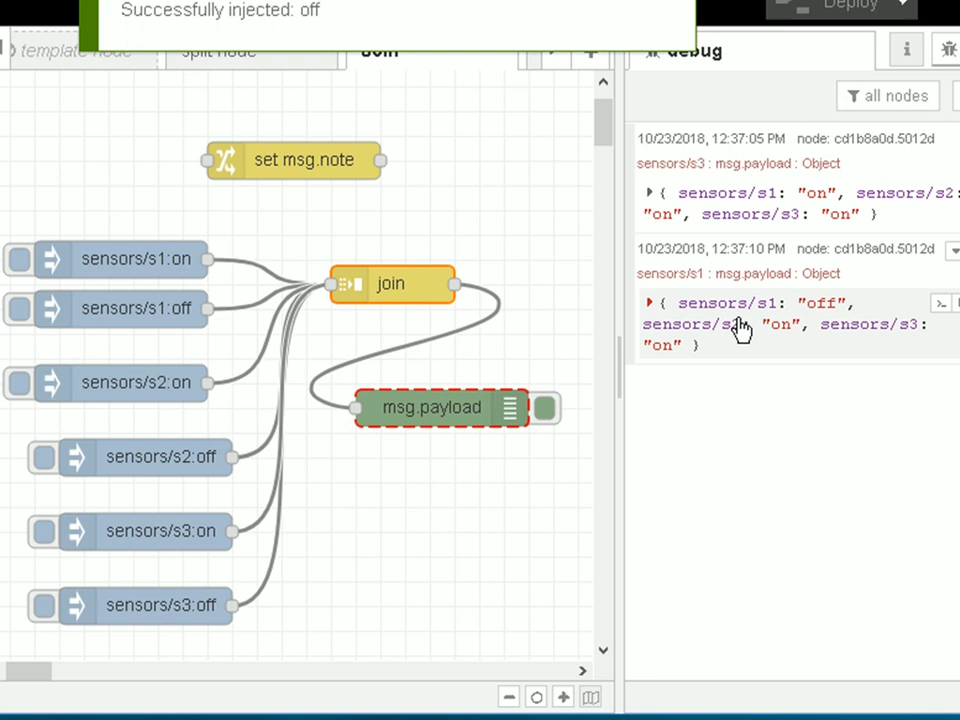 Successfully injected: off
Deploy
template node
split node
Join
debug
all nodes
set msg.note
sensors/s1:on
sensors/s1:off
sensors/s2:on
sensors/s2:off
sensors/s3:on
sensors/s3:off
join
msg.payload
10/23/2018, 12:37:05 PM node: cd1b8a0d.5012d
sensors/s3 : msg.payload : Object
{ sensors/s1: "on", sensors/s2:
"on", sensors/s3: "on" }
10/23/2018, 12:37:10 PM node: cd1b8a0d.5012d
sensors/s1 : msg.payload : Object
{ sensors/s1: "off",
"on", sensors/s3:
"on" }